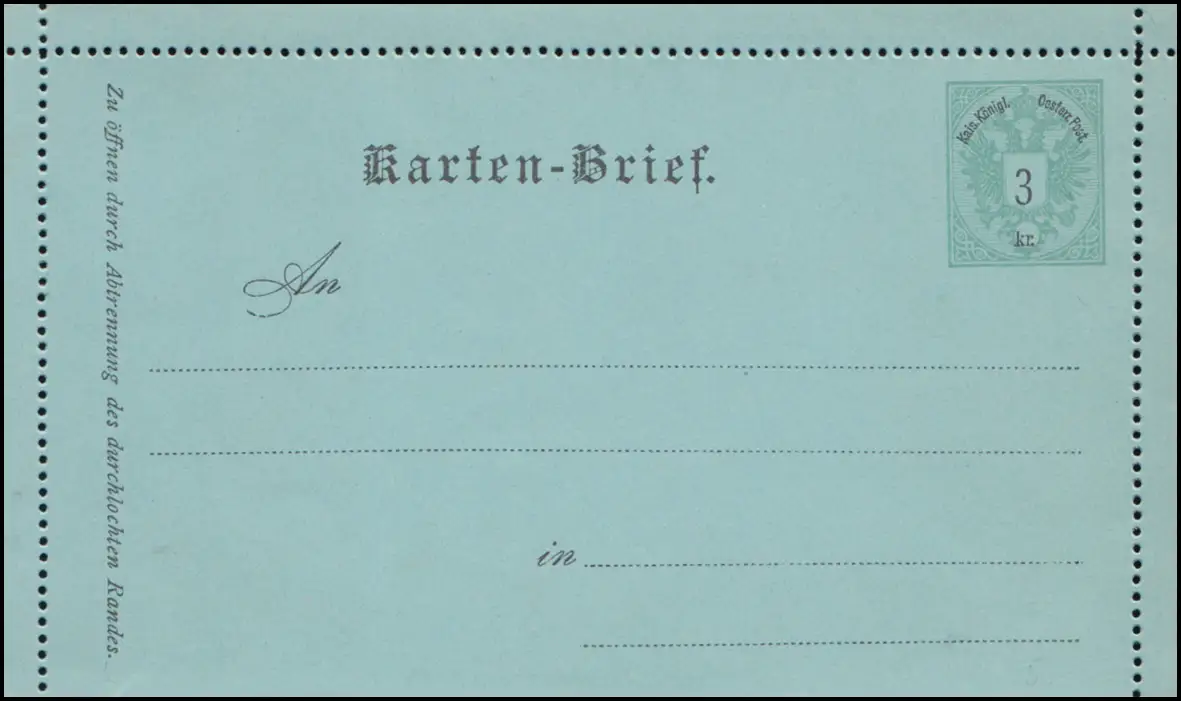 Kais. Königl. Oesterr. Post.
3
kr.
Karten-Brief.
An
in
Zu öffnen durch Abtrennung des durchlochten Randes.